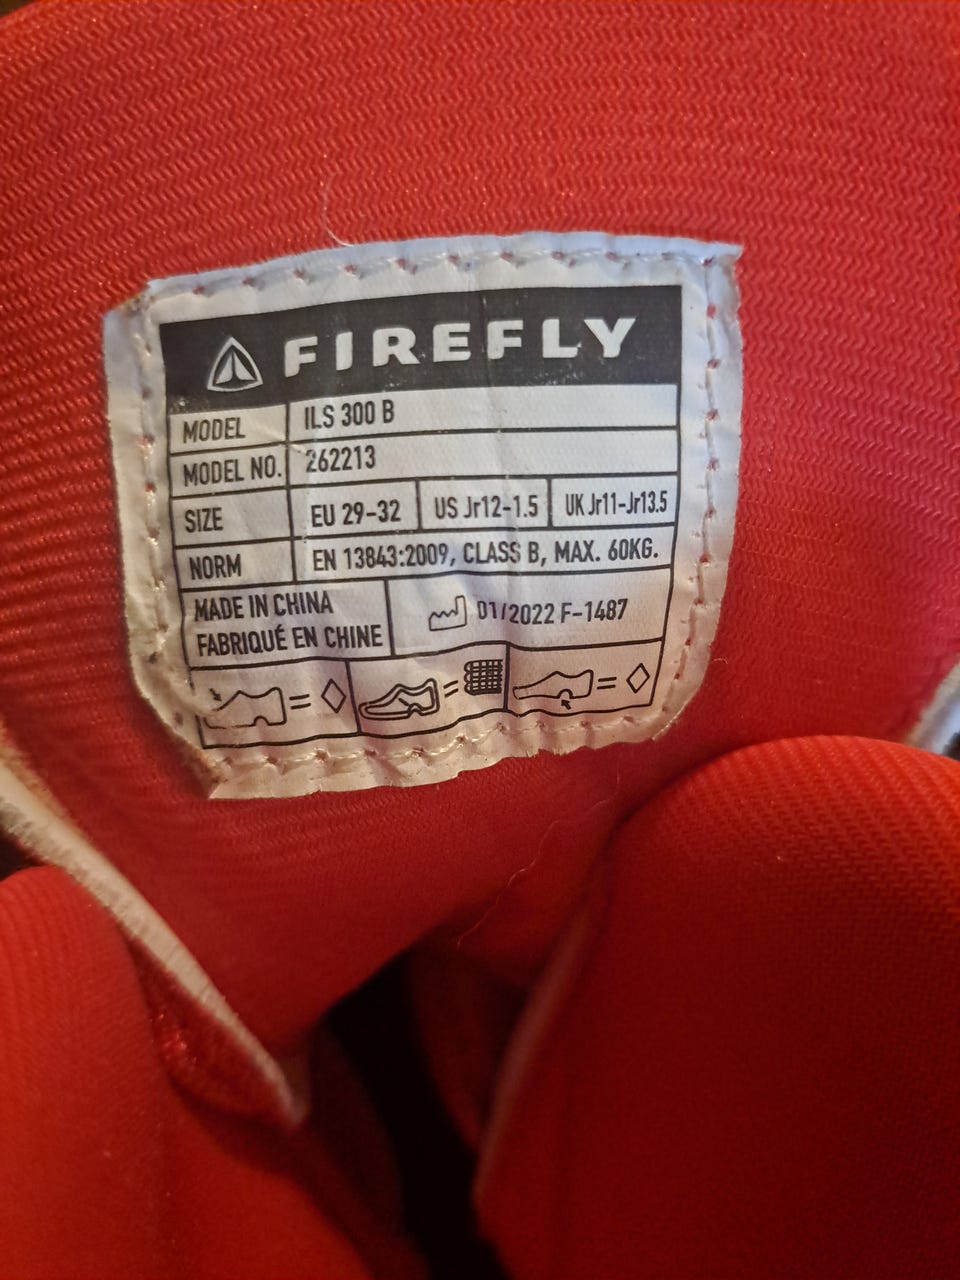 FIREFLY
MODEL ILS 300 B
MODEL NO. 262213
SIZE EU 29-32 US Jr12-1.5 UK Jr11-Jr13.5
NORM EN 13843:2009, CLASS B, MAX. 60KG.
MADE IN CHINA
FABRIQUÉ EN CHINE
01/2022 F-1487
= =  =